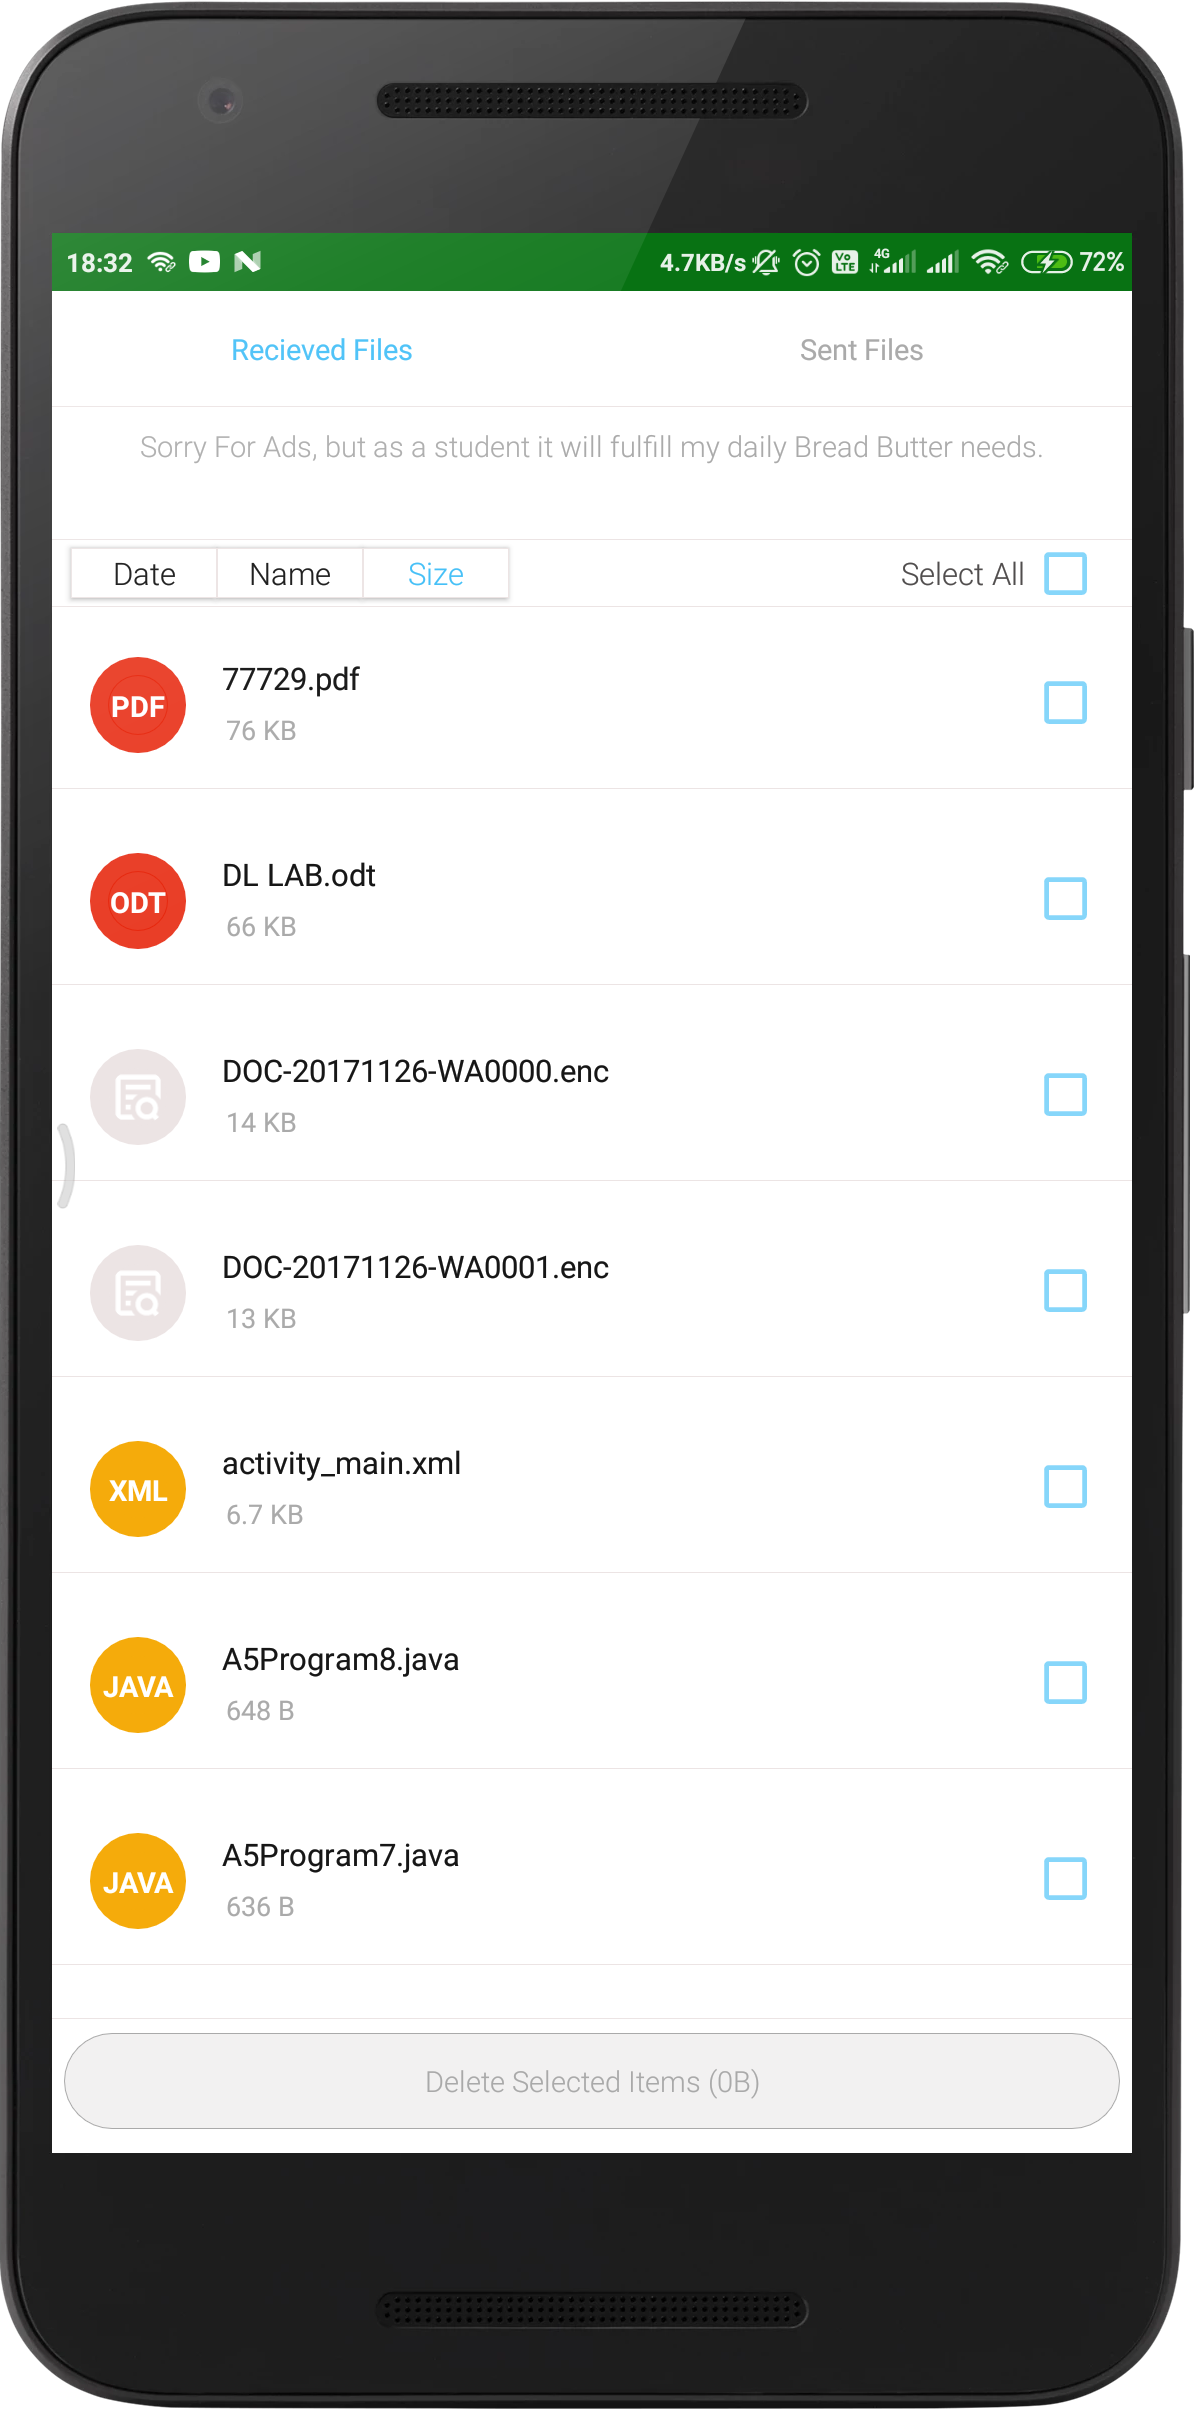 18:32 4.7KB/s Vo LTE 4G 72%
Recieved Files Sent Files
Sorry For Ads, but as a student it will fulfill my daily Bread Butter needs.
Date Name Size Select All
PDF 77729.pdf
76 KB
ODT DL LAB.odt
66 KB
DOC-20171126-WA0000.enc
14 KB
DOC-20171126-WA0001.enc
13 KB
XML activity_main.xml
6.7 KB
JAVA A5Program8.java
648 B
JAVA A5Program7.java
636 B
Delete Selected Items (0B)